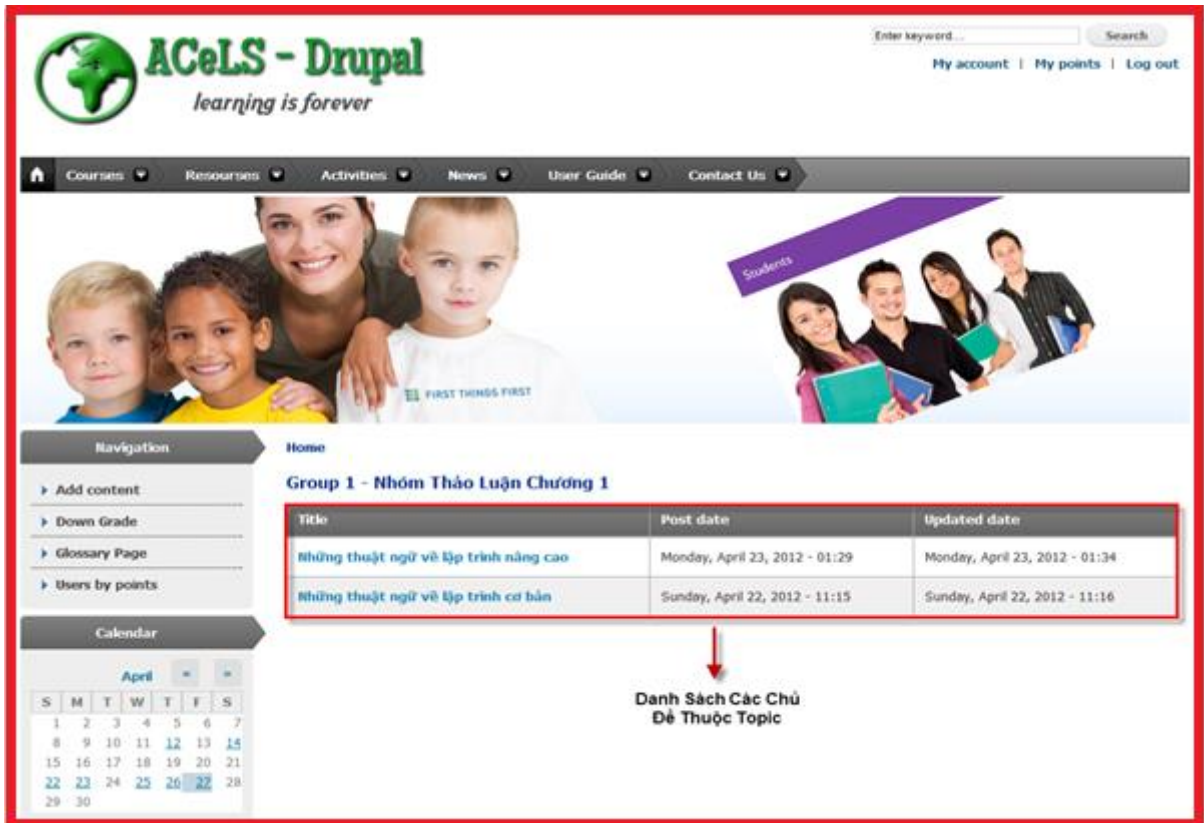 ACeLS - Drupal
learning is forever
Enter keyword...
Search
My account | My points | Log out
Courses
Resourses
Activities
News
User Guide
Contact Us
FIRST THINGS FIRST
Students
Navigation
Add content
Down Grade
Glossary Page
Users by points
Home
Group 1 - Nhóm Thảo Luận Chương 1
Title Post date Updated date
Những thuật ngữ về lập trình nâng cao Monday, April 23, 2012 - 01:29 Monday, April 23, 2012 - 01:34
Những thuật ngữ về lập trình cơ bản Sunday, April 22, 2012 - 11:15 Sunday, April 22, 2012 - 11:16
Danh Sách Các Chủ
Đề Thuộc Topic
Calendar
April « »
S M T W T F S
1 2 3 4 5 6 7
8 9 10 11 12 13 14
15 16 17 18 19 20 21
22 23 24 25 26 27 28
29 30